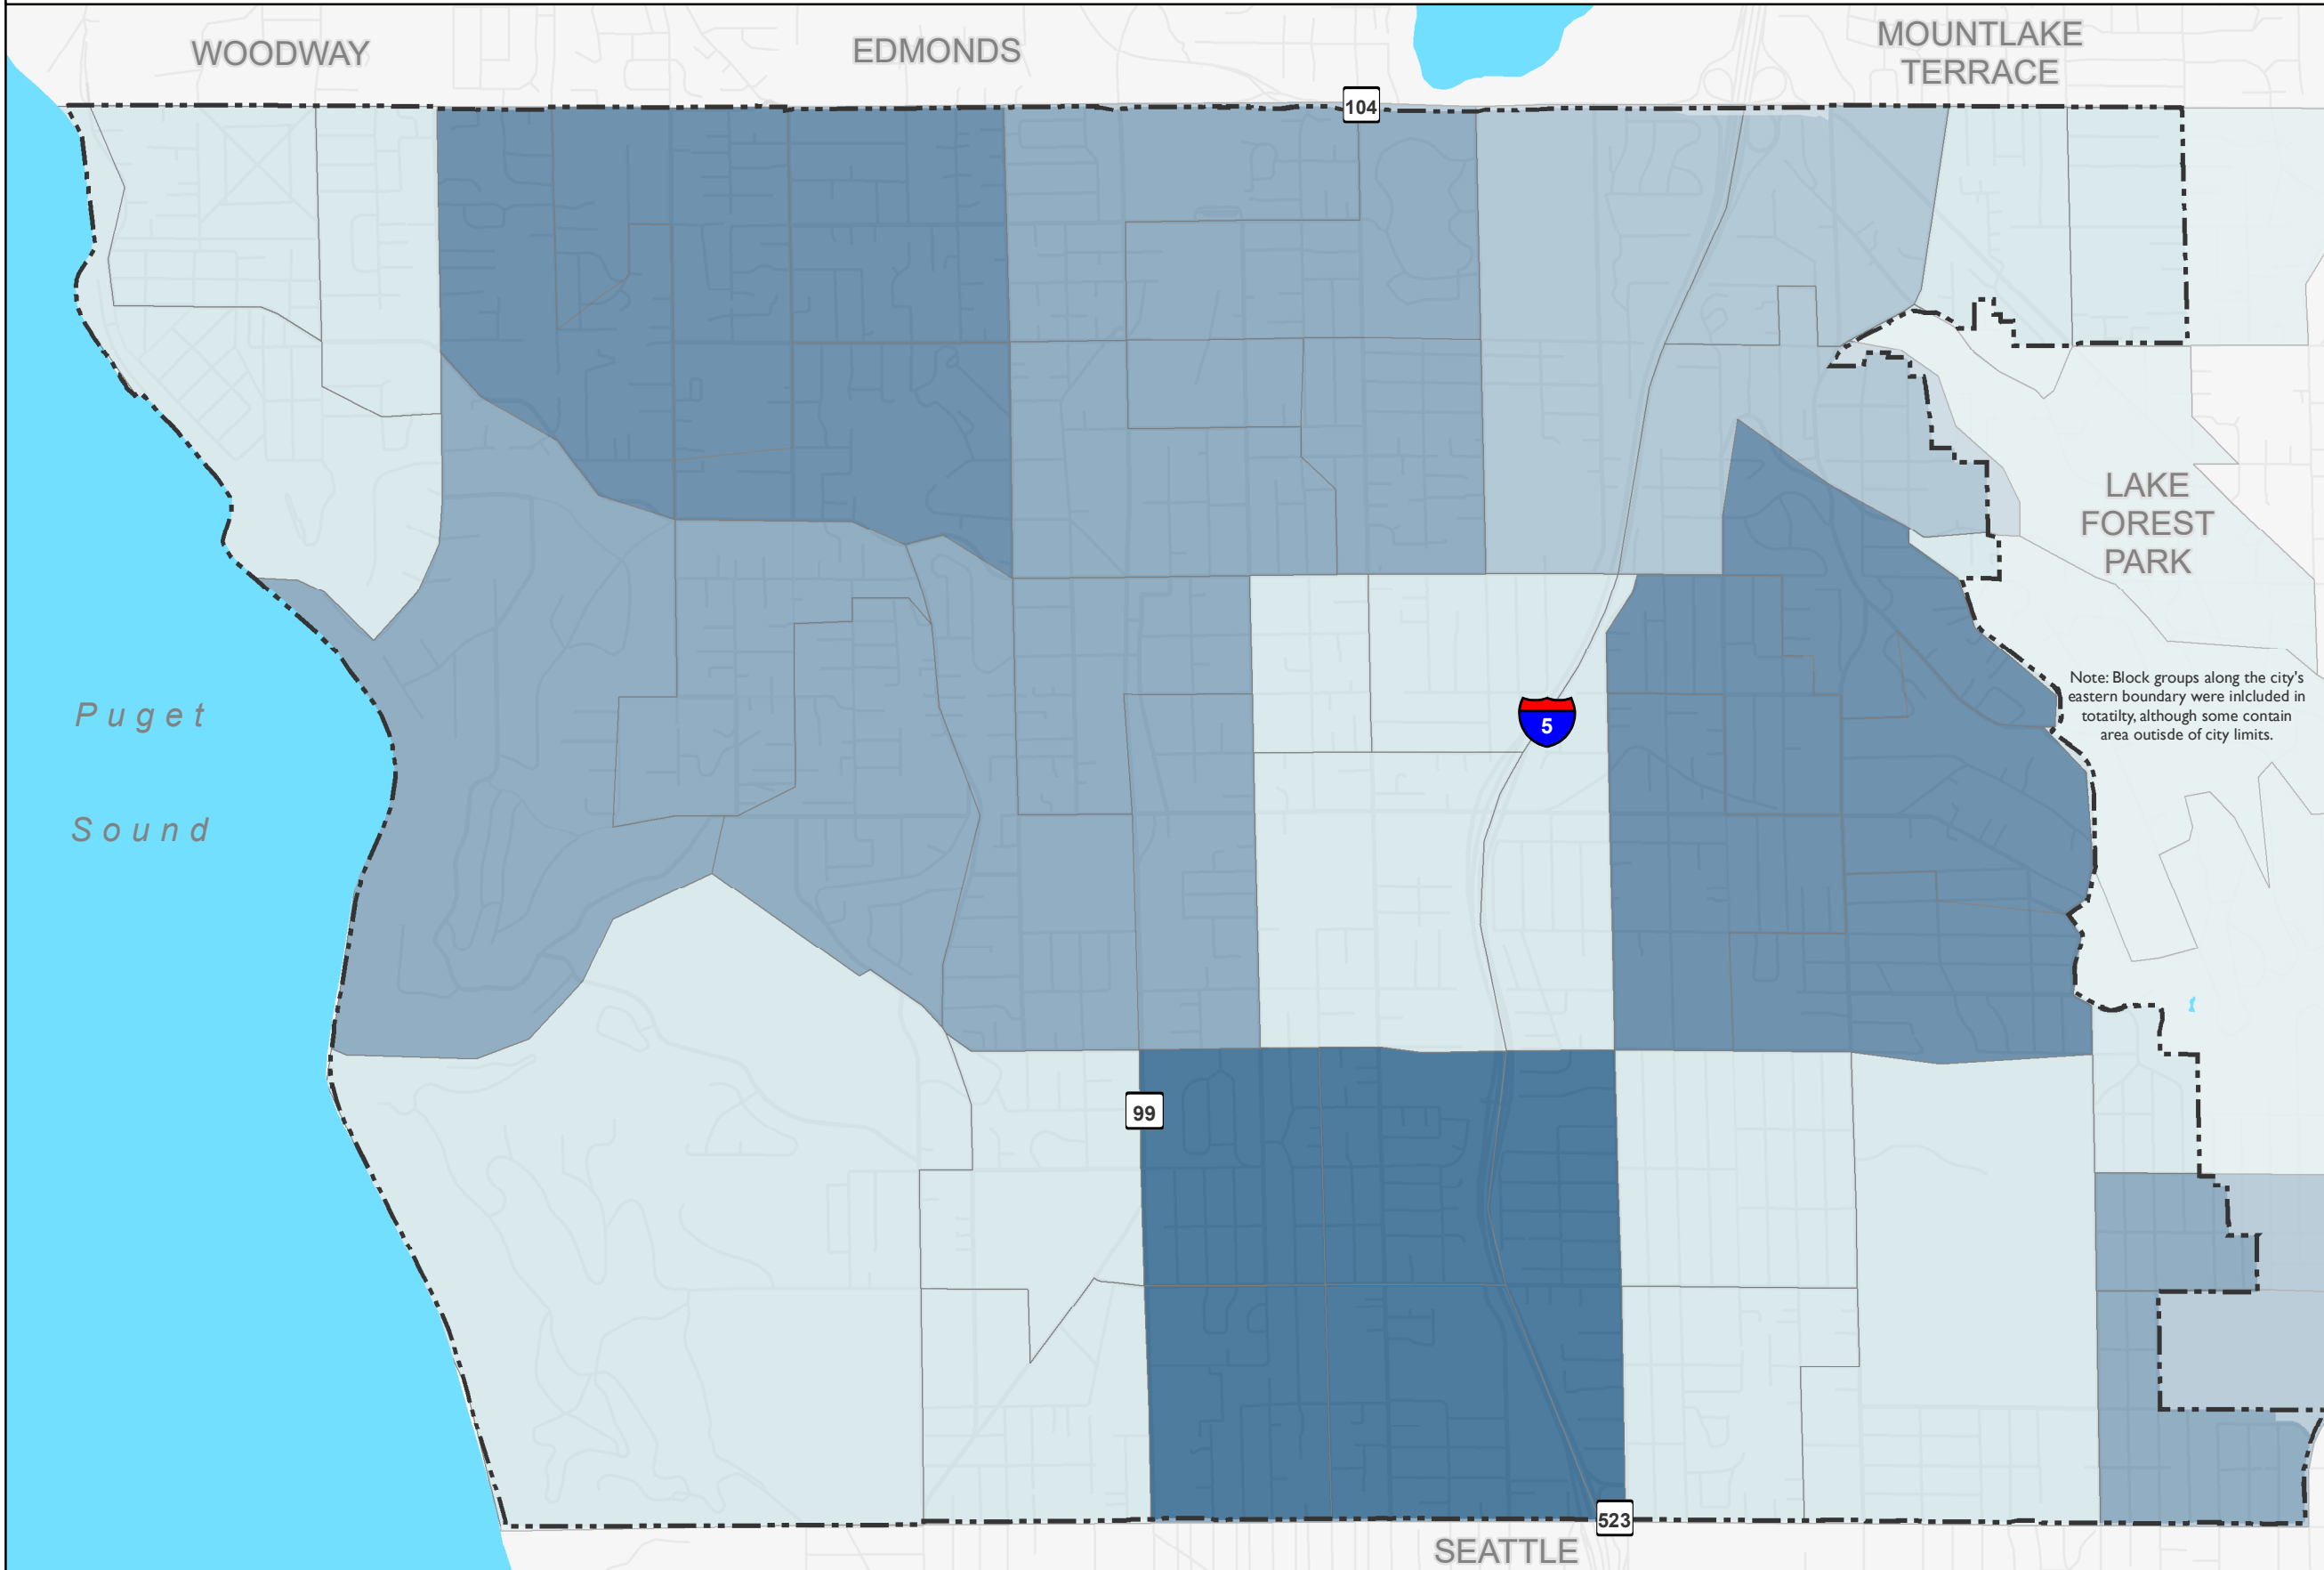 WOODWAY
EDMONDS
MOUNTLAKE
TERRACE
104
LAKE
FOREST
PARK
Note: Block groups along the city's
eastern boundary were inlcluded in
totatilty, although some contain
area outisde of city limits.
5
Puget
Sound
99
523
SEATTLE